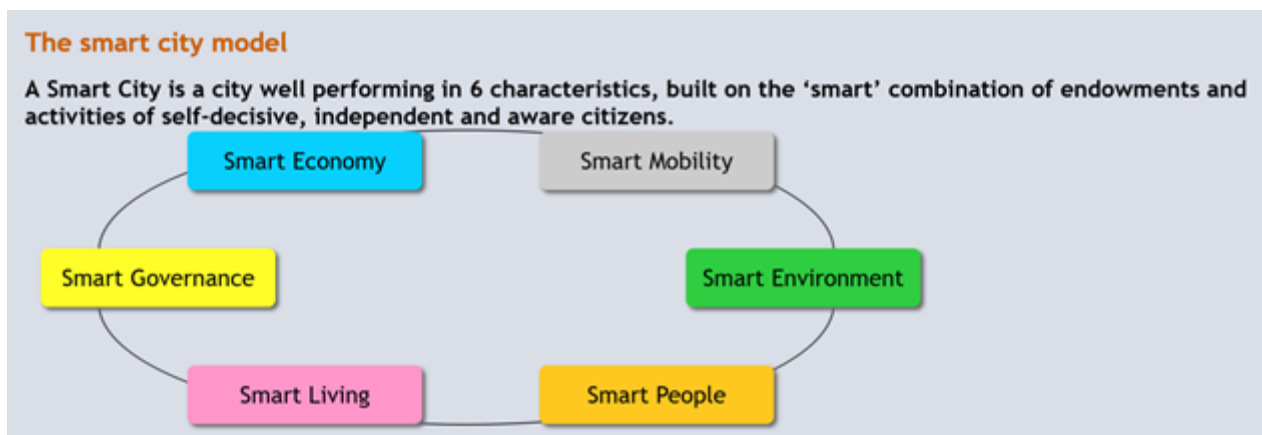 The smart city model
A Smart City is a city well performing in 6 characteristics, built on the ‘smart’ combination of endowments and
activities of self-decisive, independent and aware citizens.
Smart Economy
Smart Mobility
Smart Governance
Smart Environment
Smart Living
Smart People